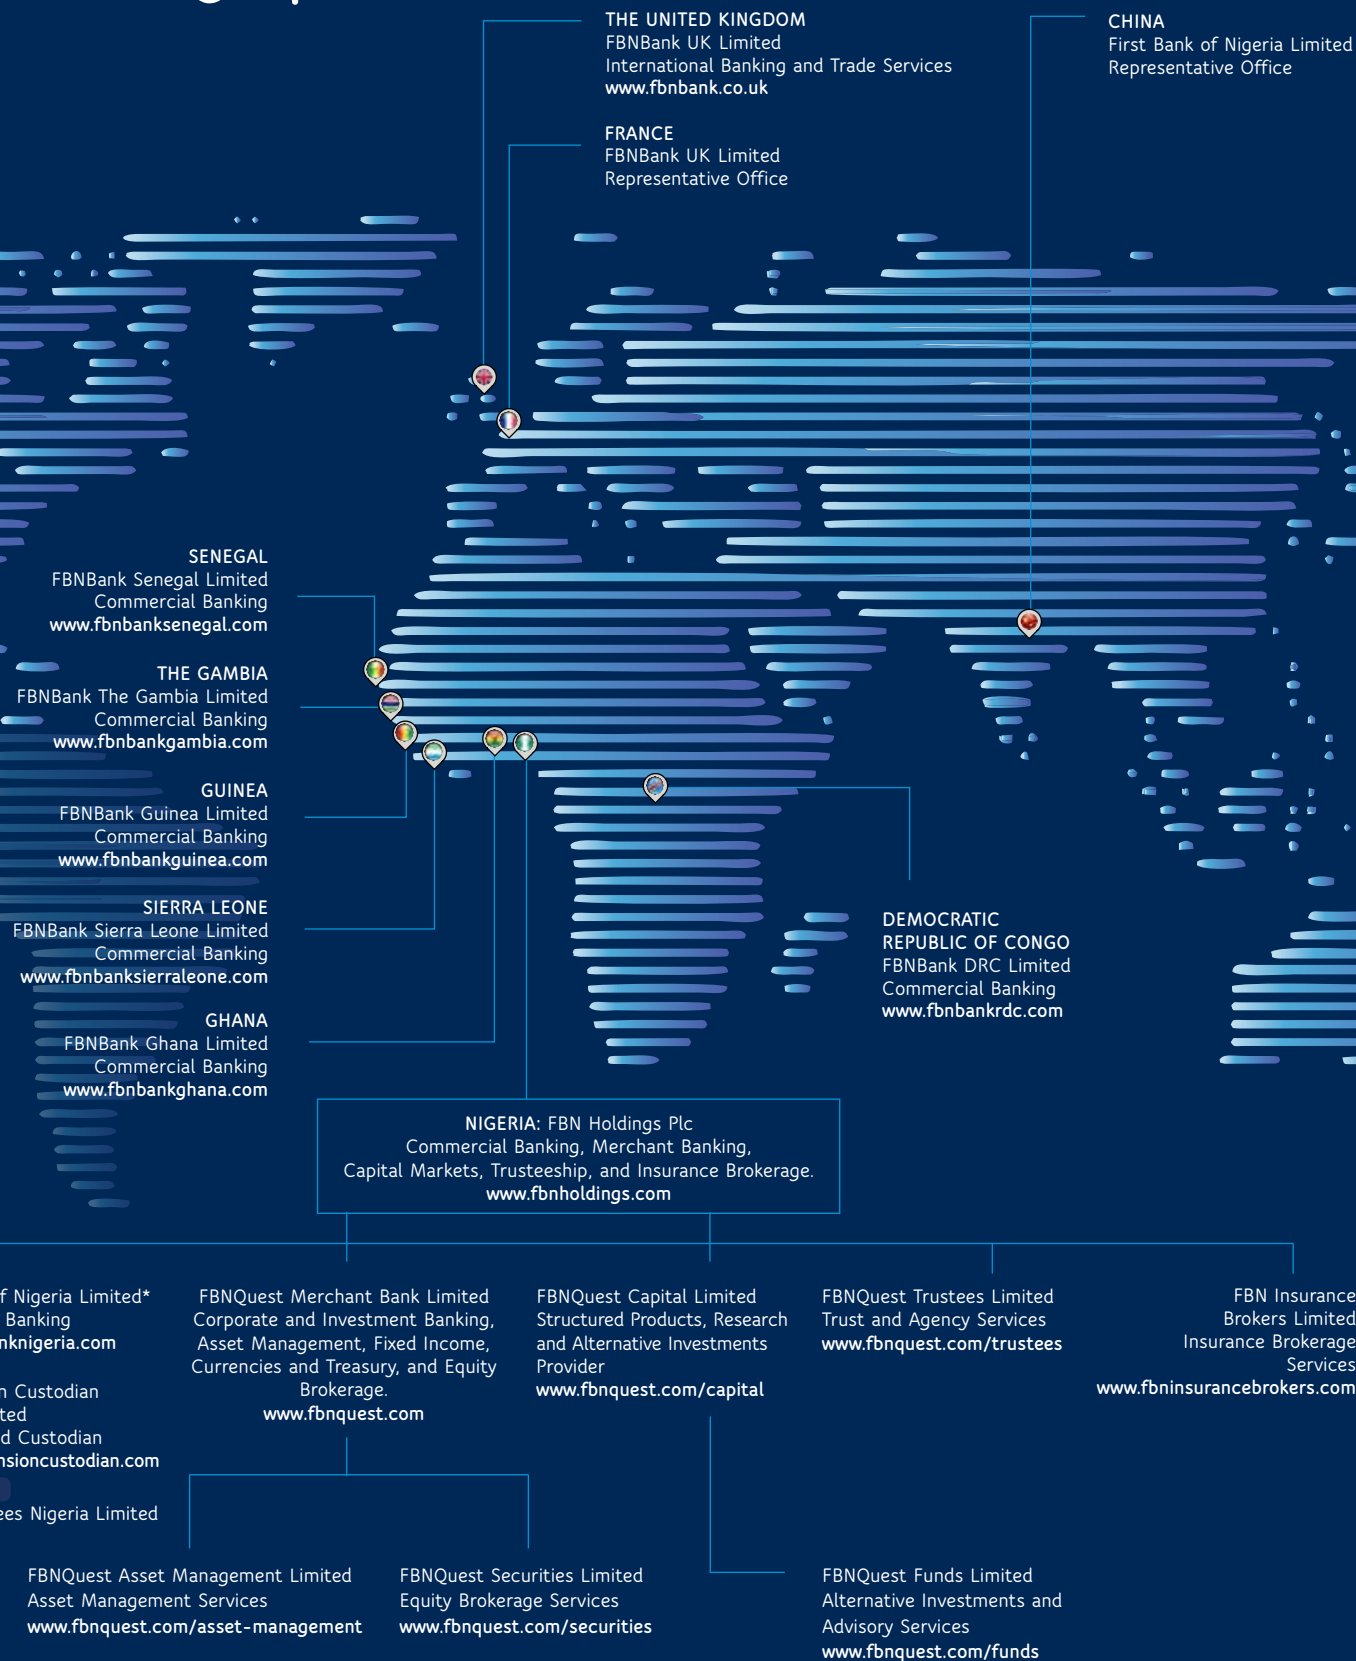 THE UNITED KINGDOM
FBNBank UK Limited
International Banking and Trade Services
www.fbnbank.co.uk
CHINA
First Bank of Nigeria Limited
Representative Office
FRANCE
FBNBank UK Limited
Representative Office
SENEGAL
FBNBank Senegal Limited
Commercial Banking
www.fbnbanksenegal.com
THE GAMBIA
FBNBank The Gambia Limited
Commercial Banking
www.fbnbankgambia.com
GUINEA
FBNBank Guinea Limited
Commercial Banking
www.fbnbankguinea.com
SIERRA LEONE
FBNBank Sierra Leone Limited
Commercial Banking
www.fbnbanksierraleone.com
GHANA
FBNBank Ghana Limited
Commercial Banking
www.fbnbankghana.com
DEMOCRATIC
REPUBLIC OF CONGO
FBNBank DRC Limited
Commercial Banking
www.fbnbankrdc.com
NIGERIA: FBN Holdings Plc
Commercial Banking, Merchant Banking,
Capital Markets, Trusteeship, and Insurance Brokerage.
www.fbnholdings.com
f Nigeria Limited*
Banking
nknigeria.com
n Custodian
ted
d Custodian
nsioncustodian.com
ees Nigeria Limited
FBNQuest Merchant Bank Limited
Corporate and Investment Banking,
Asset Management, Fixed Income,
Currencies and Treasury, and Equity
Brokerage.
www.fbnquest.com
FBNQuest Capital Limited
Structured Products, Research
and Alternative Investments
Provider
www.fbnquest.com/capital
FBNQuest Trustees Limited
Trust and Agency Services
www.fbnquest.com/trustees
FBN Insurance
Brokers Limited
Insurance Brokerage
Services
www.fbninsurancebrokers.com
FBNQuest Asset Management Limited
Asset Management Services
www.fbnquest.com/asset-management
FBNQuest Securities Limited
Equity Brokerage Services
www.fbnquest.com/securities
FBNQuest Funds Limited
Alternative Investments and
Advisory Services
www.fbnquest.com/funds